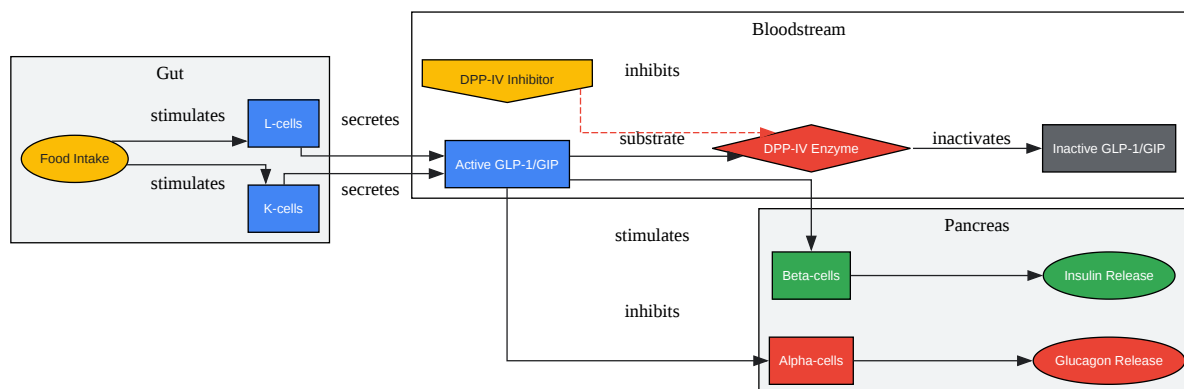 Bloodstream
Gut
DPP-IV Inhibitor
inhibits
stimulates
L-cells
secretes
substrate
inactivates
Food Intake
Active GLP-1/GIP
DPP-IV Enzyme
Inactive GLP-1/GIP
stimulates
K-cells
secretes
Pancreas
stimulates
Beta-cells
Insulin Release
inhibits
Alpha-cells
Glucagon Release